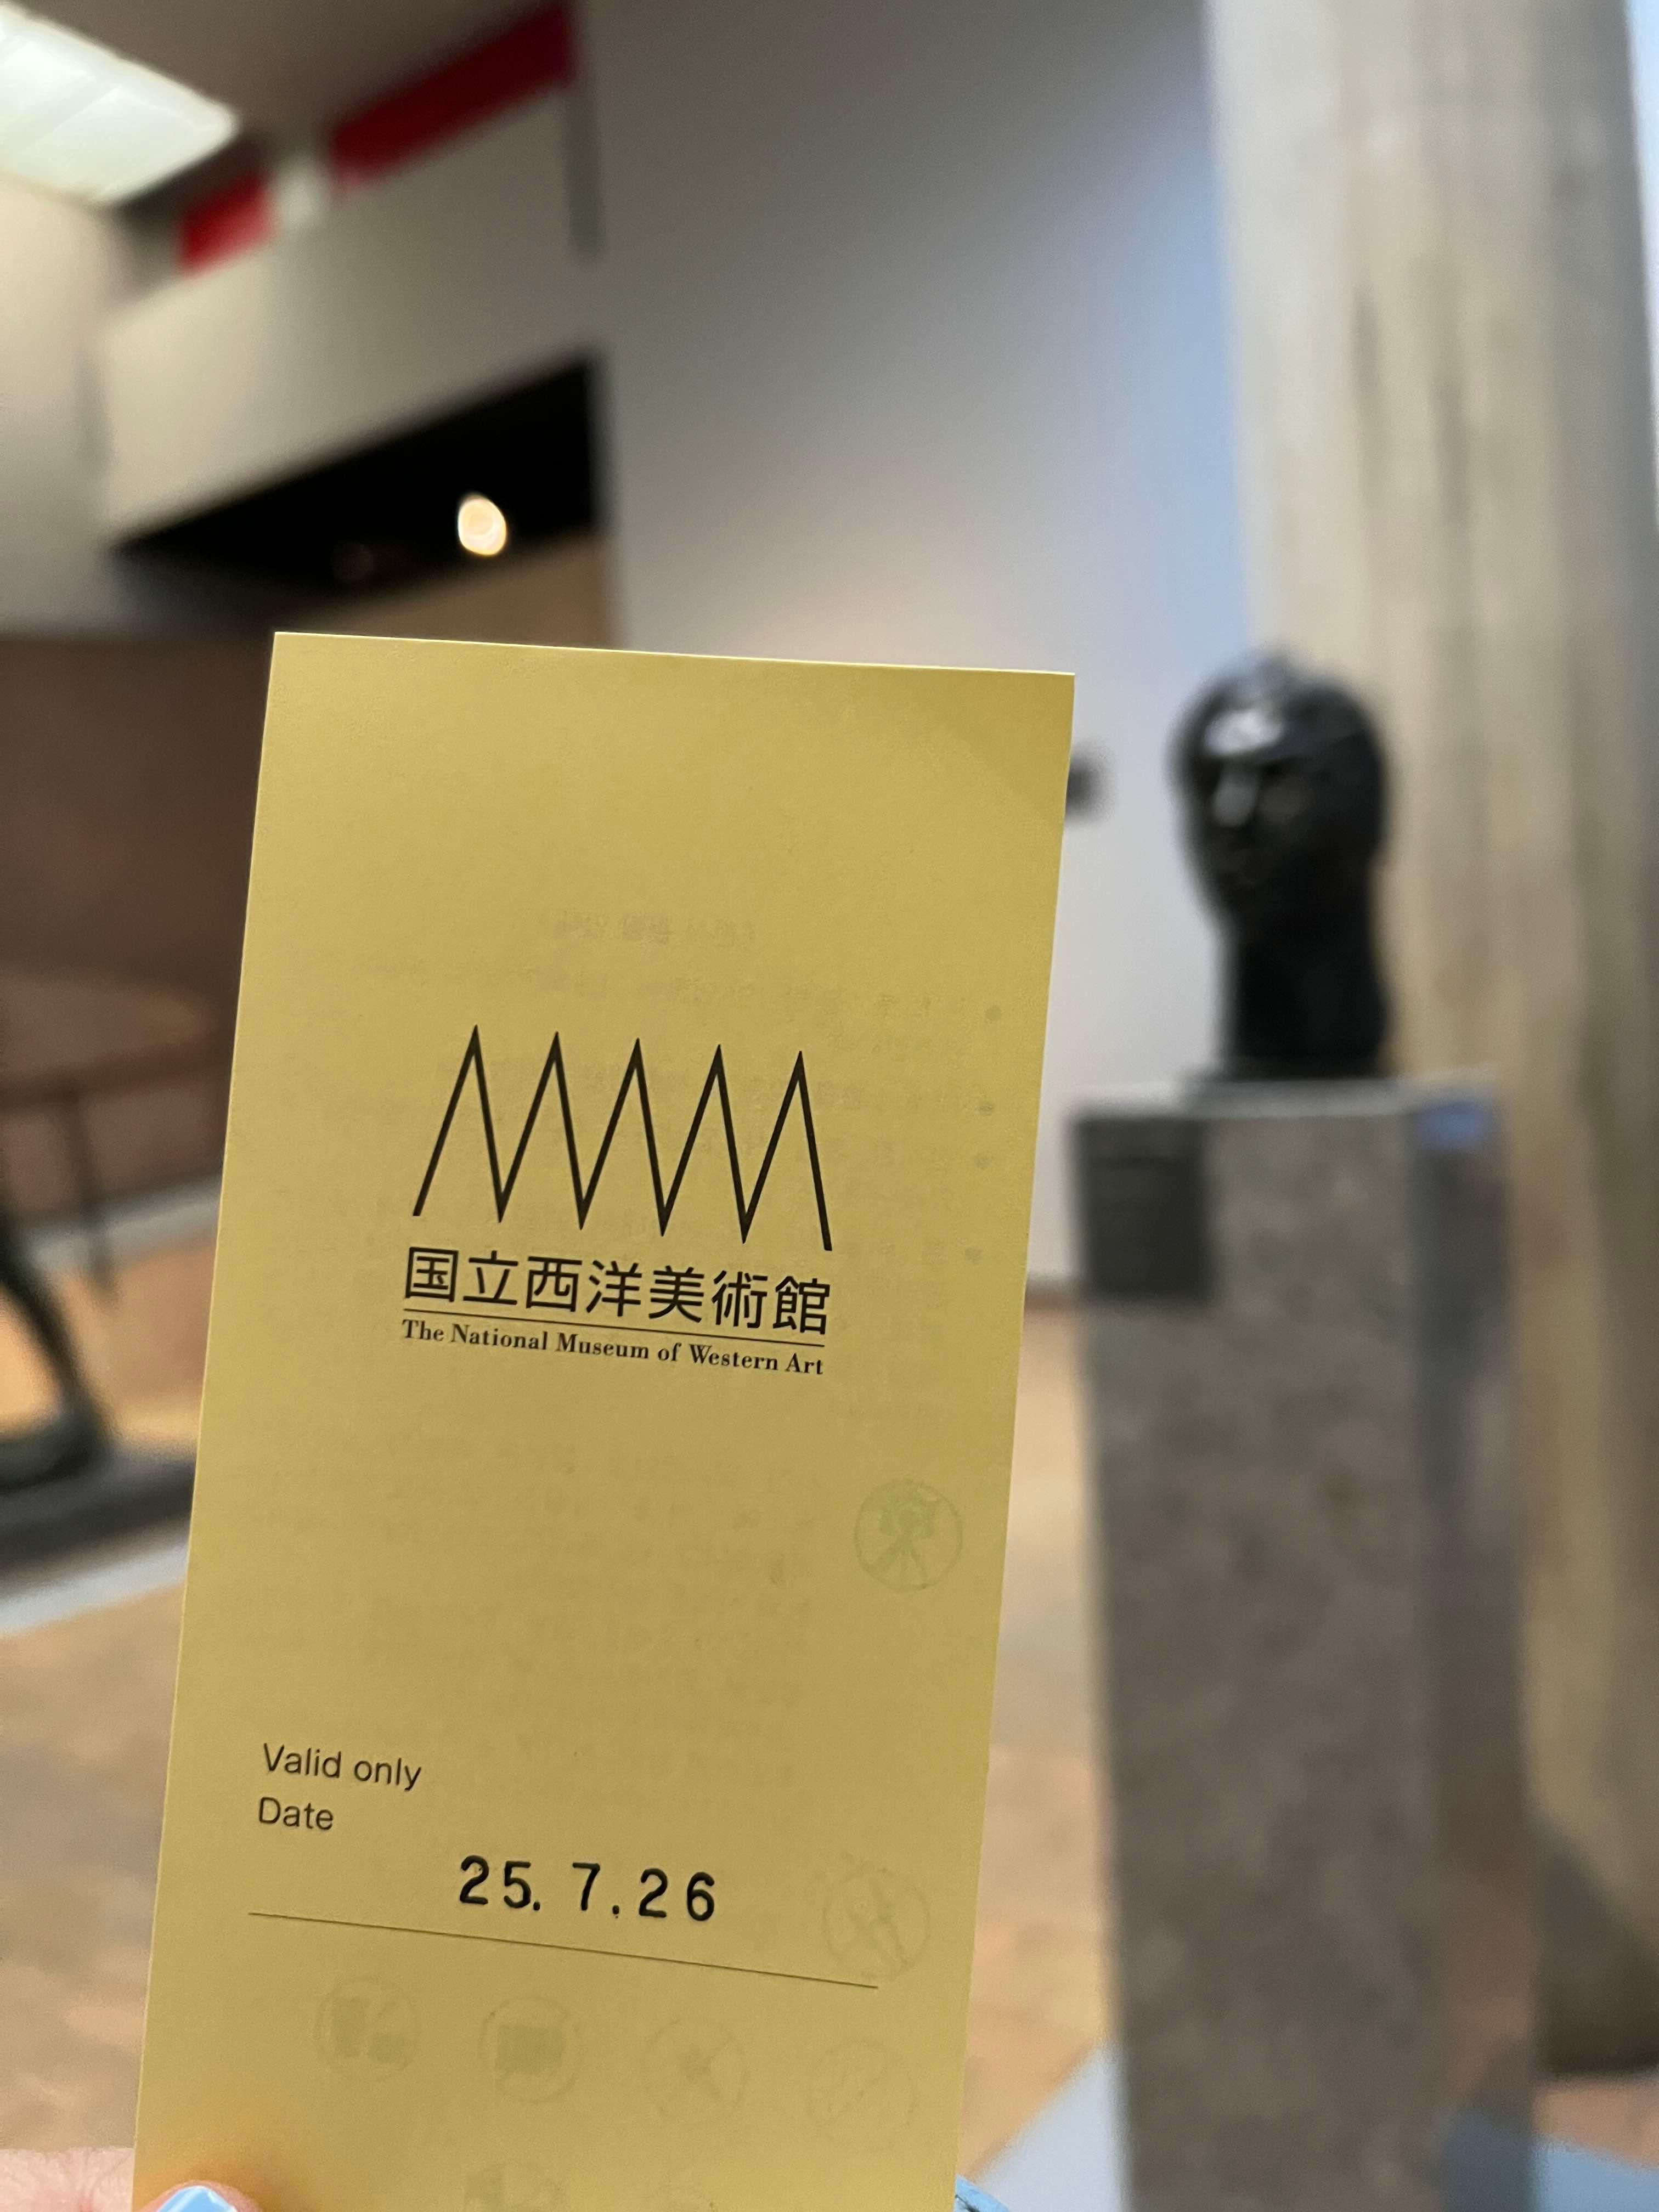 国立西洋美術館
The National Museum of Western Art
Valid only
Date
25. 7. 26